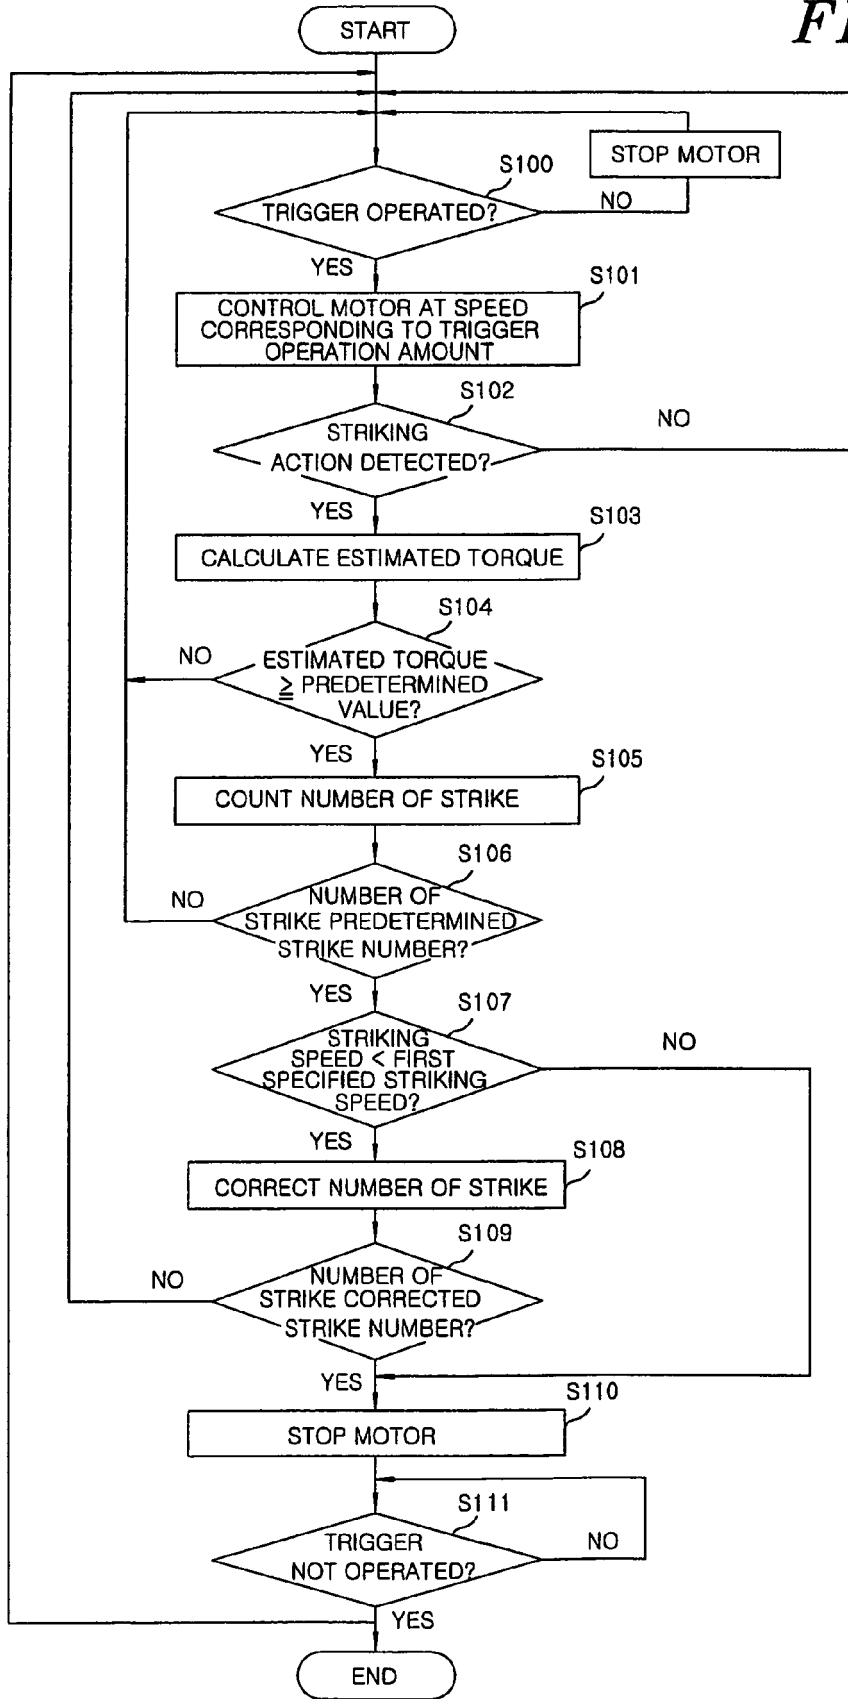 START
STOP MOTOR
S100
TRIGGER OPERATED?
NO
YES
S101
CONTROL MOTOR AT SPEED
CORRESPONDING TO TRIGGER
OPERATION AMOUNT
S102
NO
STRIKING
ACTION DETECTED?
YES
S103
CALCULATE ESTIMATED TORQUE
S104
NO
ESTIMATED TORQUE
≧ PREDETERMINED
VALUE?
YES
S105
COUNT NUMBER OF STRIKE
S106
NO
NUMBER OF
STRIKE PREDETERMINED
STRIKE NUMBER?
YES
S107
NO
STRIKING
SPEED < FIRST
SPECIFIED STRIKING
SPEED?
YES
S108
CORRECT NUMBER OF STRIKE
S109
NO
NUMBER OF
STRIKE CORRECTED
STRIKE NUMBER?
YES
S110
STOP MOTOR
S111
TRIGGER
NOT OPERATED?
NO
YES
END